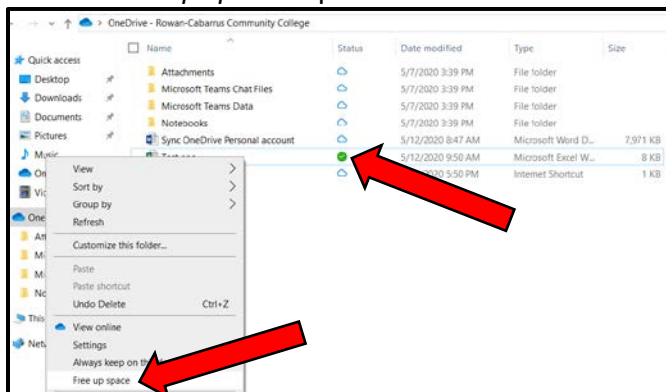 OneDrive - Rowan-Cabarrus Community College
Name Status Date modified Type Size
Quick access
Desktop
Downloads
Documents
Pictures
Music
Attachments 5/7/2020 3:39 PM File folder
Microsoft Teams Chat Files 5/7/2020 3:39 PM File folder
Microsoft Teams Data 5/7/2020 3:39 PM File folder
Notebooks 5/7/2020 3:39 PM File folder
Sync OneDrive Personal account 5/12/2020 8:47 AM Microsoft Word D... 7,971 KB
5/12/2020 9:50 AM Microsoft Excel W... 8 KB
2020 5:50 PM Internet Shortcut 1 KB
View
Sort by
Group by
Refresh
Customize this folder...
Paste
Paste shortcut
Undo Delete Ctrl+Z
View online
Settings
Always keep on
Free up space